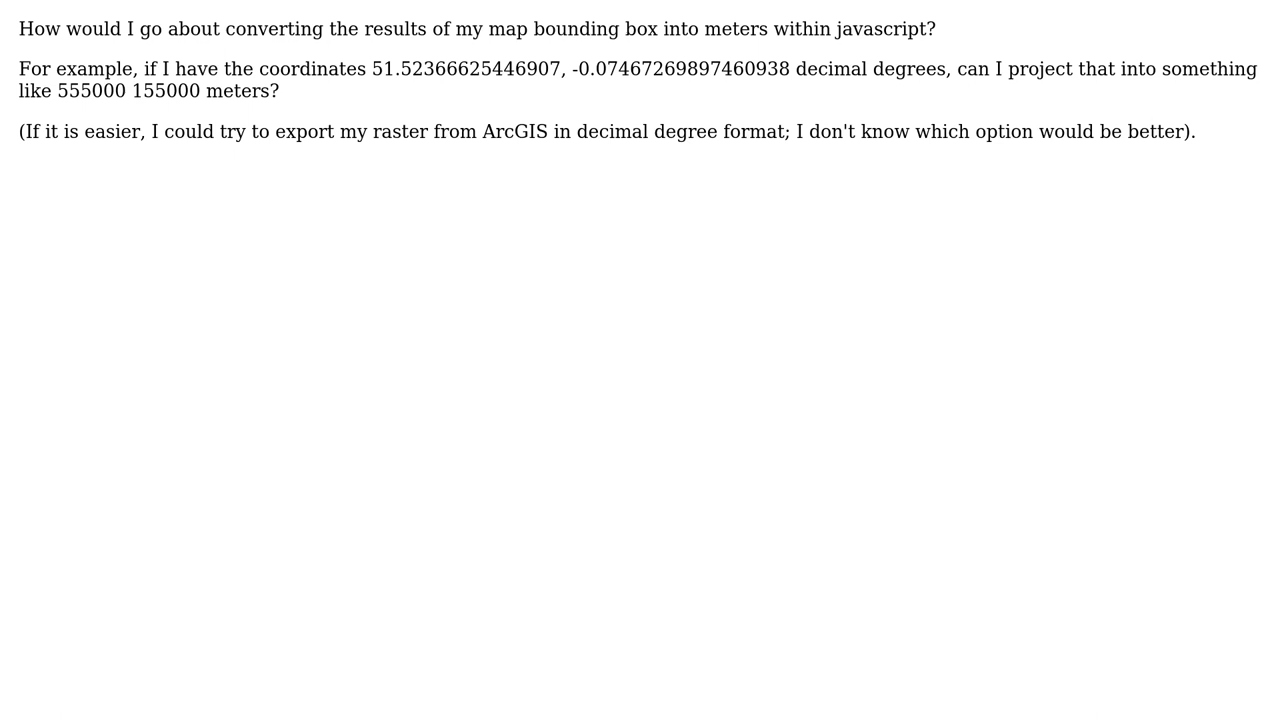 How would I go about converting the results of my map bounding box into meters within javascript?
For example, if I have the coordinates 51.52366625446907, -0.07467269897460938 decimal degrees, can I project that into something
like 555000 155000 meters?
(If it is easier, I could try to export my raster from ArcGIS in decimal degree format; I don't know which option would be better).